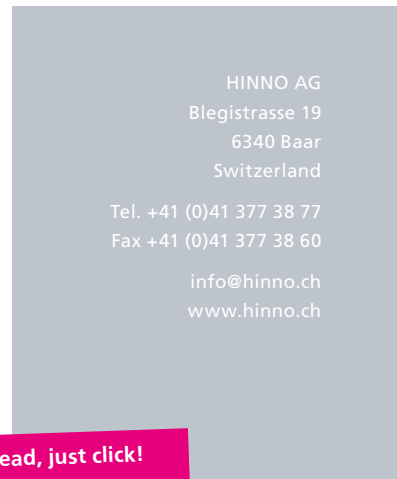 HINNO AG
Blegistrasse 19
6340 Baar
Switzerland
Tel. +41 (0)41 377 38 77
Fax +41 (0)41 377 38 60
info@hinno.ch
www.hinno.ch
just click!